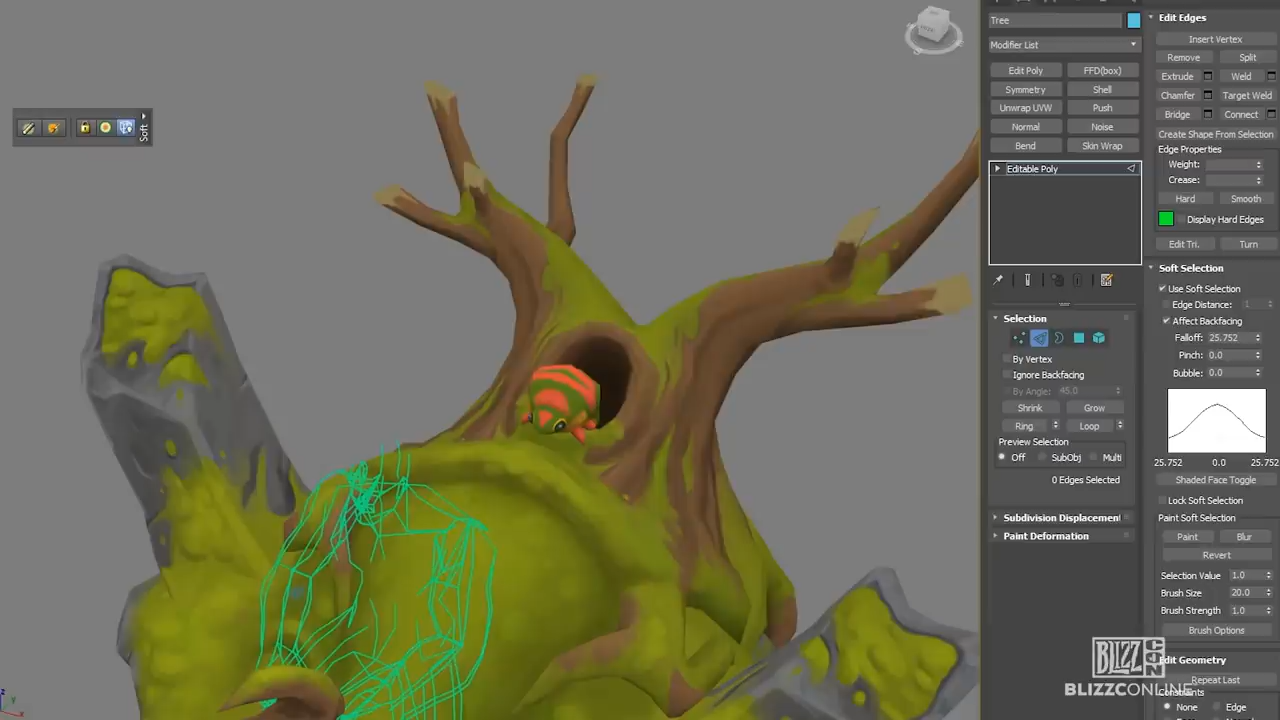 Soft
Tree
Modifier List
Edit Poly
FFD(box)
Symmetry
Shell
Unwrap UVW
Push
Normal
Noise
Bend
Skin Wrap
Editable Poly
Selection
By Vertex
Ignore Backfacing
By Angle: 45.0
Shrink
Grow
Ring
Loop
Preview Selection
Off
SubObj
Multi
0 Edges Selected
Subdivision Displacement
Paint Deformation
Edit Edges
Insert Vertex
Remove
Split
Extrude
Weld
Chamfer
Target Weld
Bridge
Connect
Create Shape From Selection
Edge Properties
Weight:
Crease:
Hard
Smooth
Display Hard Edges
Edit Tri.
Turn
Soft Selection
Use Soft Selection
Edge Distance: 1
Affect Backfacing
Falloff: 25.752
Pinch: 0.0
Bubble: 0.0
25.752 0.0 25.752
Shaded Face Toggle
Lock Soft Selection
Paint Soft Selection
Paint
Blur
Revert
Selection Value 1.0
Brush Size 20.0
Brush Strength 1.0
Brush Options
Edit Geometry
Repeat Last
Constraints
None
Edge
BLIZZ
BLIZZCONLINE